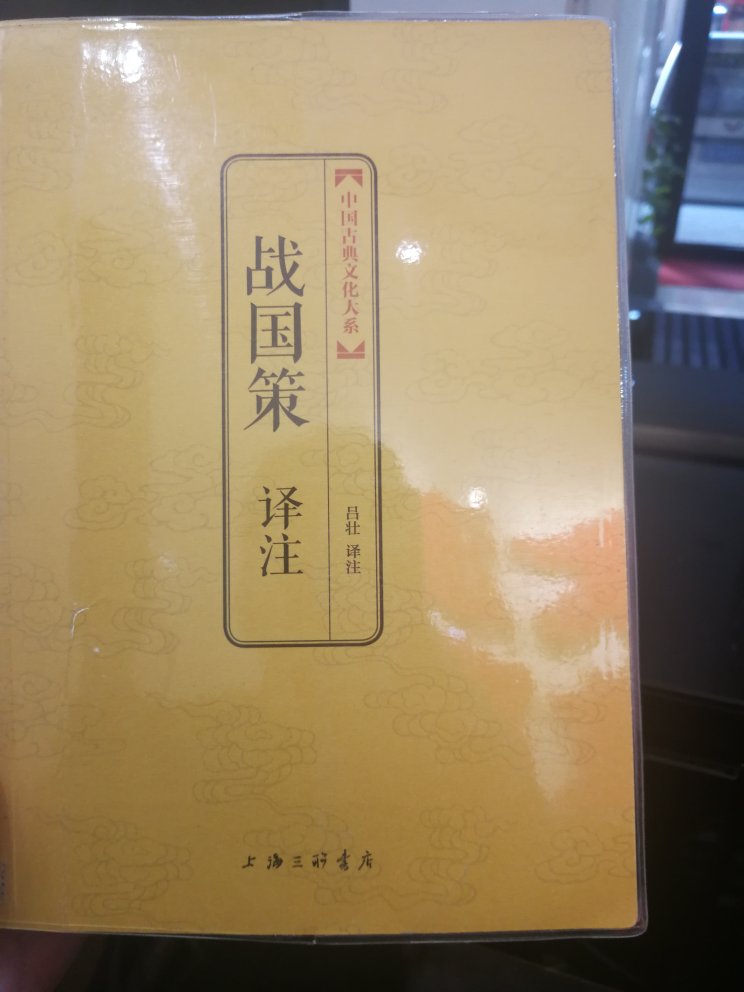 中国古典文化大系
战国策 译注
吕壮 译注
上海三联书店